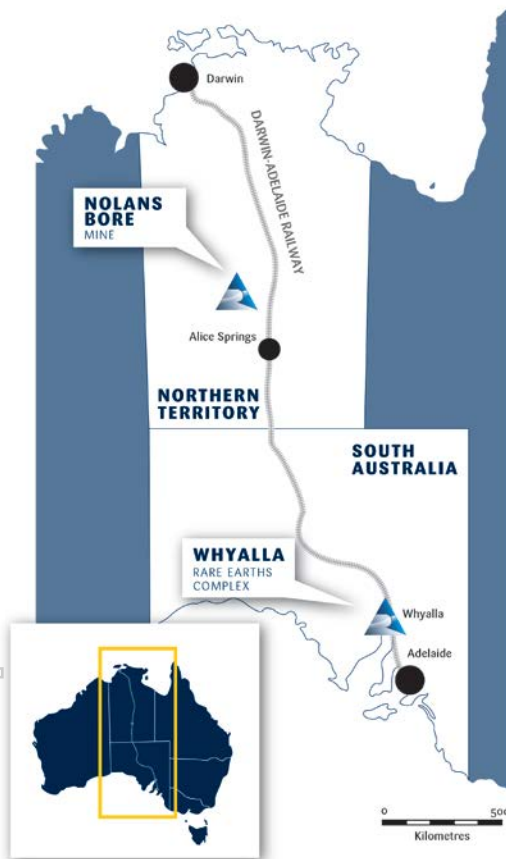 Darwin
DARWIN-ADELAIDE RAILWAY
NOLANS
BORE
MINE
Alice Springs
NORTHERN
TERRITORY
SOUTH
AUSTRALIA
WHYALLA
RARE EARTHS
COMPLEX
Whyalla
Adelaide
0
Kilometres